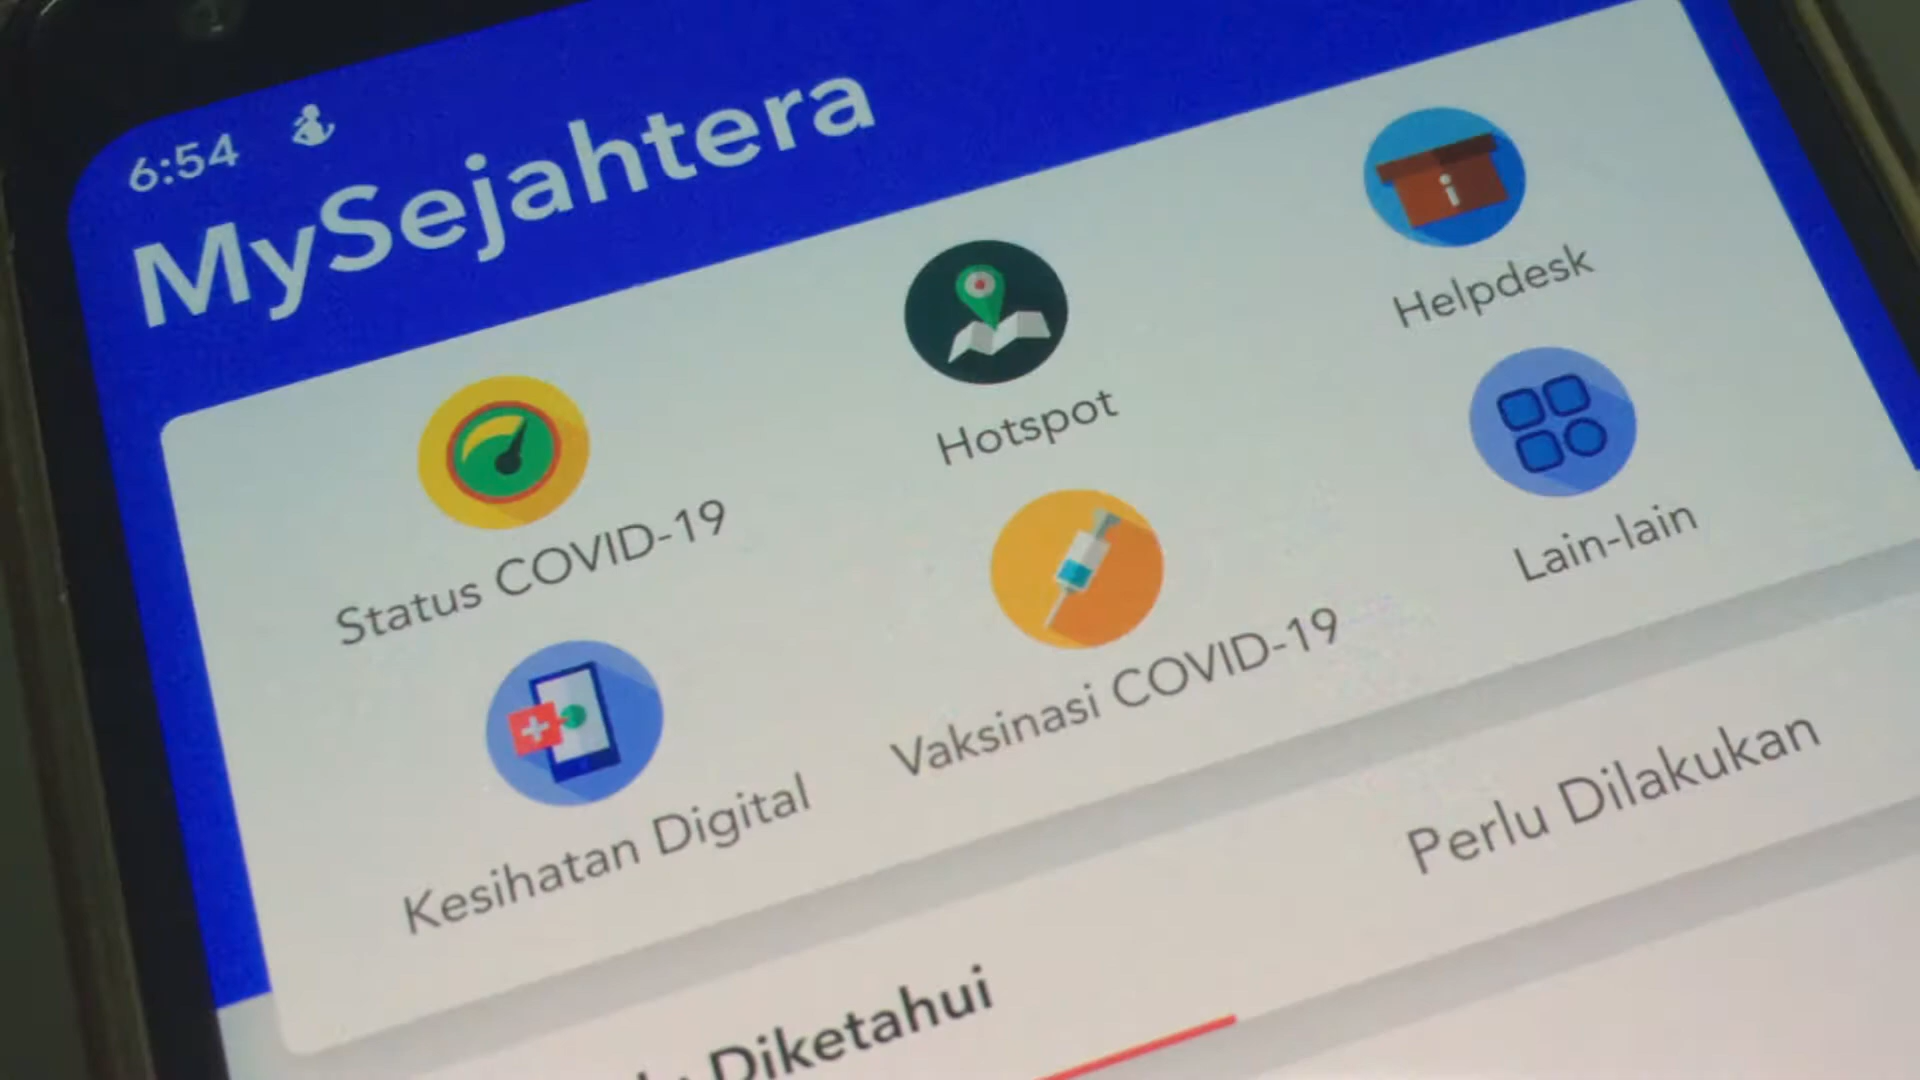 6:54
MySejahtera
Status COVID-19
Hotspot
Helpdesk
Kesihatan Digital
Vaksinasi COVID-19
Lain-lain
Diketahui
Perlu Dilakukan